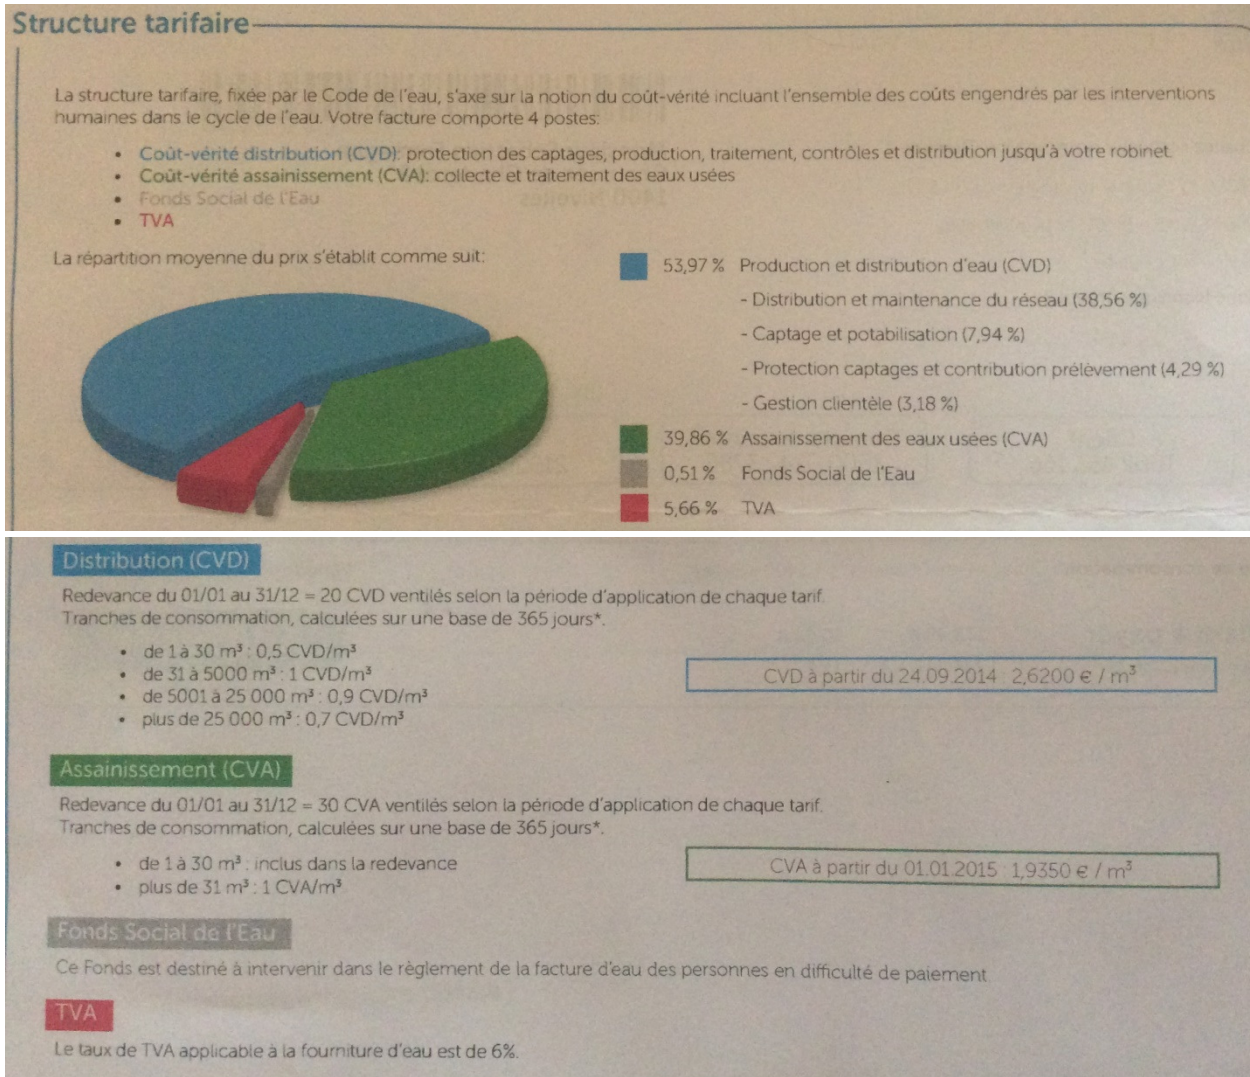 Structure tarifaire
La structure tarifaire, fixée par le Code de l'eau, s'axe sur la notion du coût-vérité incluant l'ensemble des coûts engendrés par les interventions
humaines dans le cycle de l'eau. Votre facture comporte 4 postes:
• Coût-vérité distribution (CVD): protection des captages, production, traitement, contrôles et distribution jusqu'à votre robinet.
• Coût-vérité assainissement (CVA): collecte et traitement des eaux usées
• Fonds Social de l'Eau
• TVA
La répartition moyenne du prix s'établit comme suit:
53,97 % Production et distribution d'eau (CVD)
- Distribution et maintenance du réseau (38,56 %)
- Captage et potabilisation (7,94 %)
- Protection captages et contribution prélèvement (4,29 %)
- Gestion clientèle (3,18 %)
39,86 % Assainissement des eaux usées (CVA)
0,51 % Fonds Social de l'Eau
5,66 % TVA
Distribution (CVD)
Redevance du 01/01 au 31/12 = 20 CVD ventilés selon la période d'application de chaque tarif.
Tranches de consommation, calculées sur une base de 365 jours*.
• de 1 à 30 m³ : 0,5 CVD/m³
• de 31 à 5000 m³ : 1 CVD/m³
• de 5001 à 25 000 m³ : 0,9 CVD/m³
• plus de 25 000 m³ : 0,7 CVD/m³
CVD à partir du 24.09.2014 : 2,6200 € / m³
Assainissement (CVA)
Redevance du 01/01 au 31/12 = 30 CVA ventilés selon la période d'application de chaque tarif.
Tranches de consommation, calculées sur une base de 365 jours*.
• de 1 à 30 m³ : inclus dans la redevance
• plus de 31 m³ : 1 CVA/m³
CVA à partir du 01.01.2015 : 1,9350 € / m³
Fonds Social de l'Eau
Ce Fonds est destiné à intervenir dans le règlement de la facture d'eau des personnes en difficulté de paiement
TVA
Le taux de TVA applicable à la fourniture d'eau est de 6%.